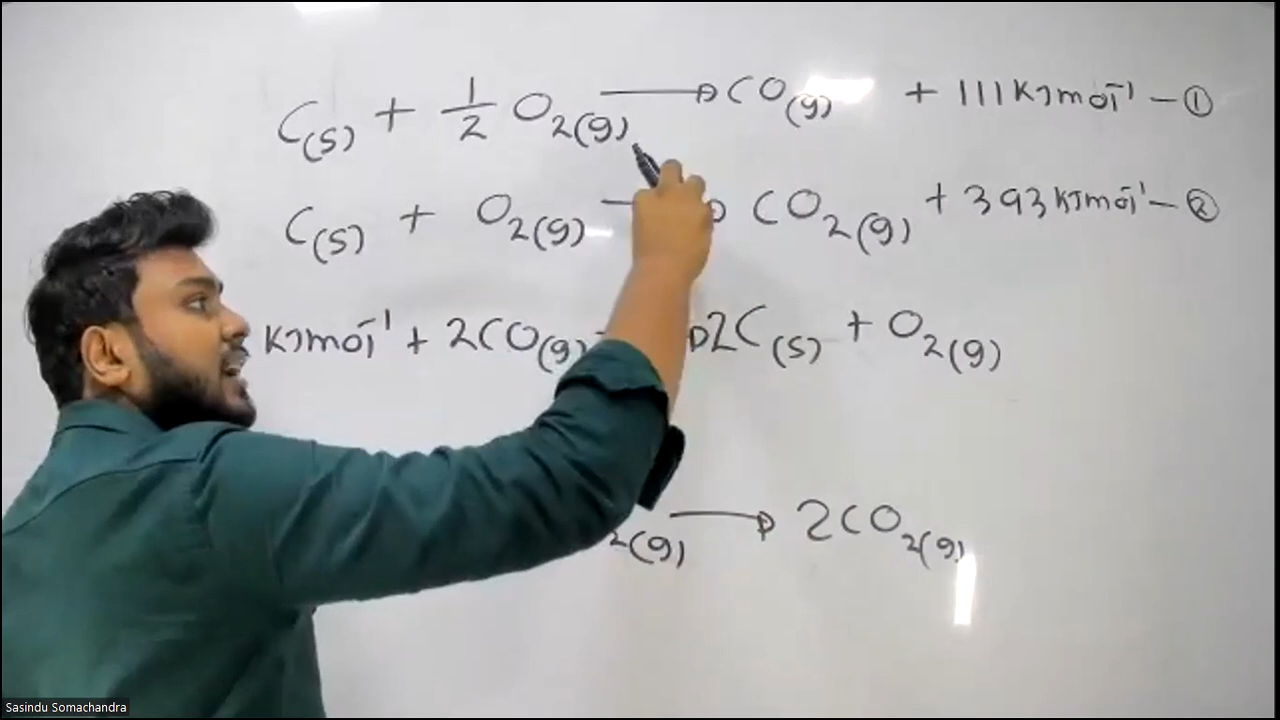 C(s) + 1/2 O2(g) → CO(g) + 111 KJmol⁻¹ — ①
C(s) + O2(g) → CO2(g) + 393 KJmol⁻¹ — ②
KJmol⁻¹ + 2CO(g) → 2C(s) + O2(g)
2(g) → 2CO2(g)
Sasindu Somachandra